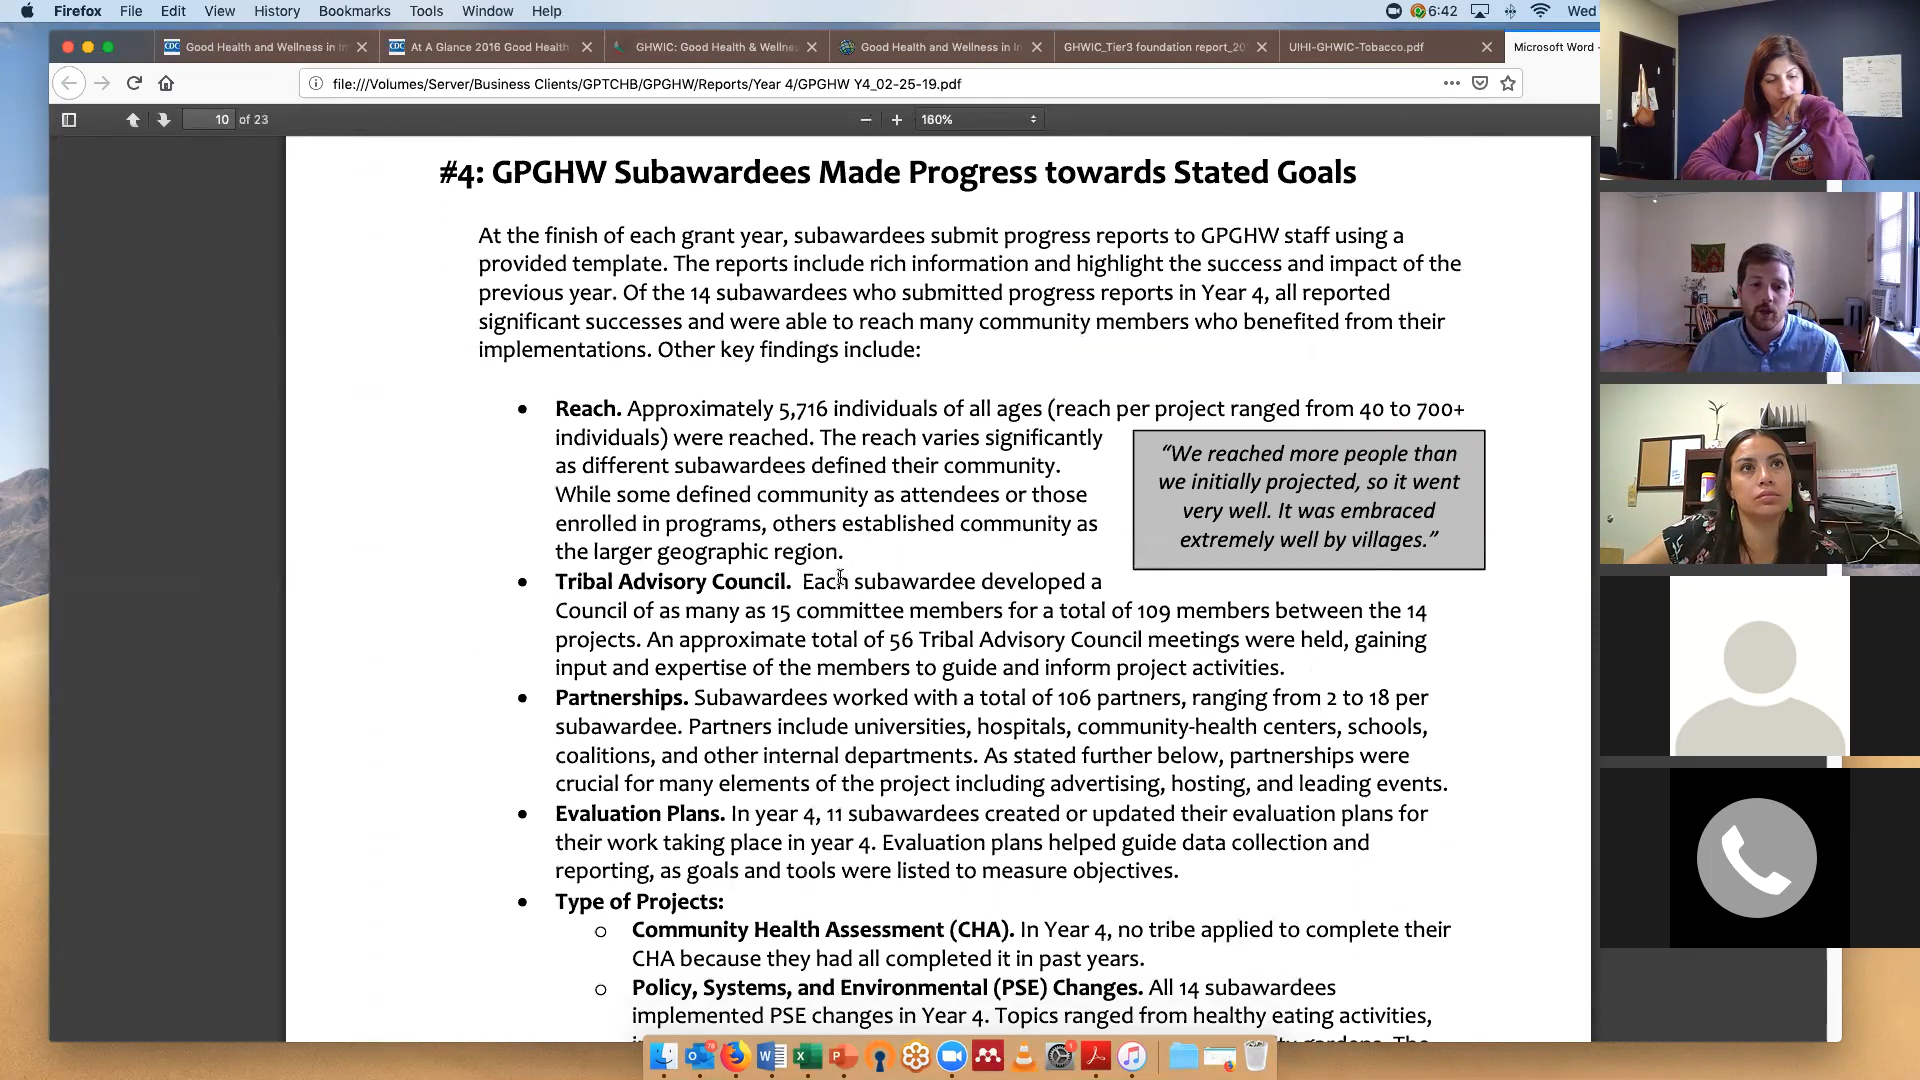 Firefox File Edit View History Bookmarks Tools Window Help 6:42 Wed
CDC Good Health and Wellness in CDC At A Glance 2016 Good Health GHWIC: Good Health & Wellne Good Health and Wellness in In GHWIC_Tier3 foundation report_20 UIHI-GHWIC-Tobacco.pdf Microsoft Word -
file:///Volumes/Server/Business Clients/GPTCHB/GPGHW/Reports/Year 4/GPGHW Y4_02-25-19.pdf
10 of 23 160%
#4: GPGHW Subawardees Made Progress towards Stated Goals
At the finish of each grant year, subawardees submit progress reports to GPGHW staff using a
provided template. The reports include rich information and highlight the success and impact of the
previous year. Of the 14 subawardees who submitted progress reports in Year 4, all reported
significant successes and were able to reach many community members who benefited from their
implementations. Other key findings include:
• Reach. Approximately 5,716 individuals of all ages (reach per project ranged from 40 to 700+
individuals) were reached. The reach varies significantly
as different subawardees defined their community.
While some defined community as attendees or those
enrolled in programs, others established community as
the larger geographic region.
“We reached more people than
we initially projected, so it went
very well. It was embraced
extremely well by villages.”
• Tribal Advisory Council. Each subawardee developed a
Council of as many as 15 committee members for a total of 109 members between the 14
projects. An approximate total of 56 Tribal Advisory Council meetings were held, gaining
input and expertise of the members to guide and inform project activities.
• Partnerships. Subawardees worked with a total of 106 partners, ranging from 2 to 18 per
subawardee. Partners include universities, hospitals, community-health centers, schools,
coalitions, and other internal departments. As stated further below, partnerships were
crucial for many elements of the project including advertising, hosting, and leading events.
• Evaluation Plans. In year 4, 11 subawardees created or updated their evaluation plans for
their work taking place in year 4. Evaluation plans helped guide data collection and
reporting, as goals and tools were listed to measure objectives.
• Type of Projects:
o Community Health Assessment (CHA). In Year 4, no tribe applied to complete their
CHA because they had all completed it in past years.
o Policy, Systems, and Environmental (PSE) Changes. All 14 subawardees
implemented PSE changes in Year 4. Topics ranged from healthy eating activities,
gardens. The